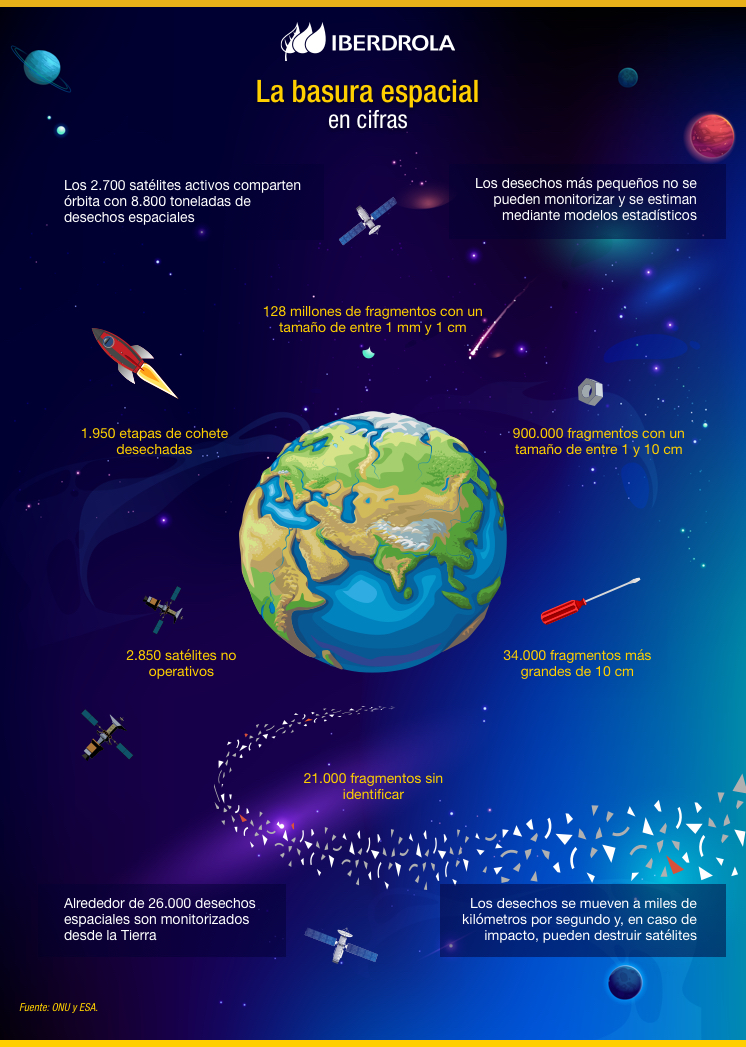 IBERDROLA
La basura espacial
en cifras
Los 2.700 satélites activos comparten
órbita con 8.800 toneladas de
desechos espaciales
Los desechos más pequeños no se
pueden monitorizar y se estiman
mediante modelos estadísticos
128 millones de fragmentos con un
tamaño de entre 1 mm y 1 cm
1.950 etapas de cohete
desechadas
900.000 fragmentos con un
tamaño de entre 1 y 10 cm
2.850 satélites no
operativos
34.000 fragmentos más
grandes de 10 cm
21.000 fragmentos sin
identificar
Alrededor de 26.000 desechos
espaciales son monitorizados
desde la Tierra
Los desechos se mueven a miles de
kilómetros por segundo y, en caso de
impacto, pueden destruir satélites
Fuente: ONU y ESA.